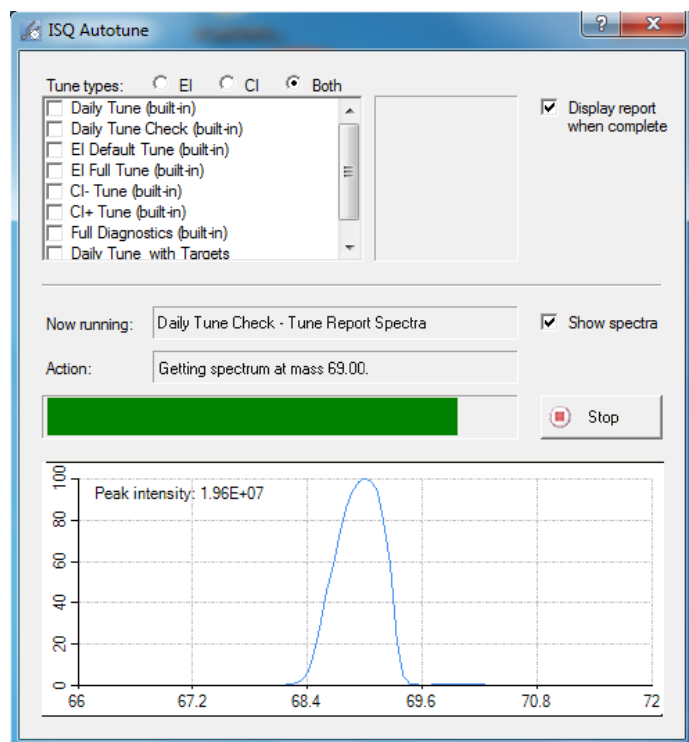 ISQ Autotune
Tune types: EI CI Both
Daily Tune (built-in)
Daily Tune Check (built-in)
EI Default Tune (built-in)
EI Full Tune (built-in)
CI- Tune (built-in)
CI+ Tune (built-in)
Full Diagnostics (built-in)
Daily Tune with Targets
Display report
when complete
Now running: Daily Tune Check - Tune Report Spectra
Show spectra
Action: Getting spectrum at mass 69.00.
Stop
Peak intensity: 1.96E+07
100
80
60
40
20
0
66 67.2 68.4 69.6 70.8 72